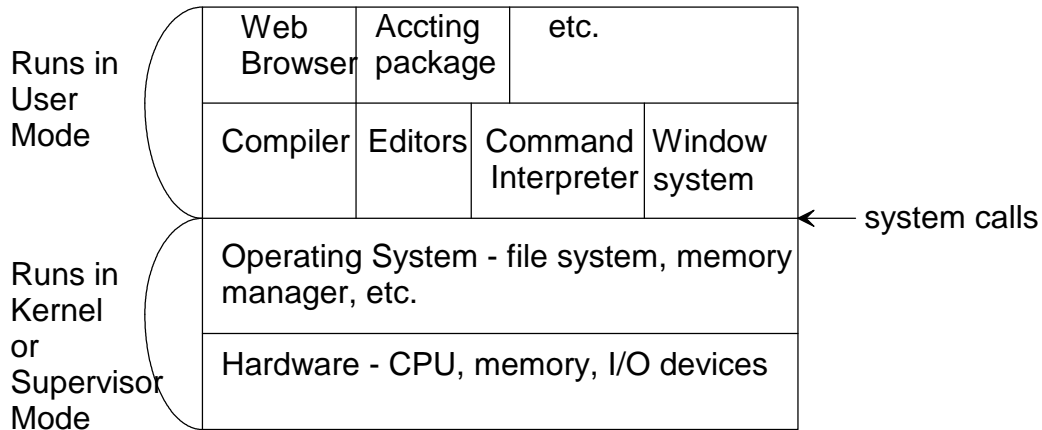 Runs in
User
Mode
Web
Browser
Accting
package
etc.
Compiler
Editors
Command
Interpreter
Window
system
system calls
Runs in
Kernel
or
Supervisor
Mode
Operating System - file system, memory
manager, etc.
Hardware - CPU, memory, I/O devices